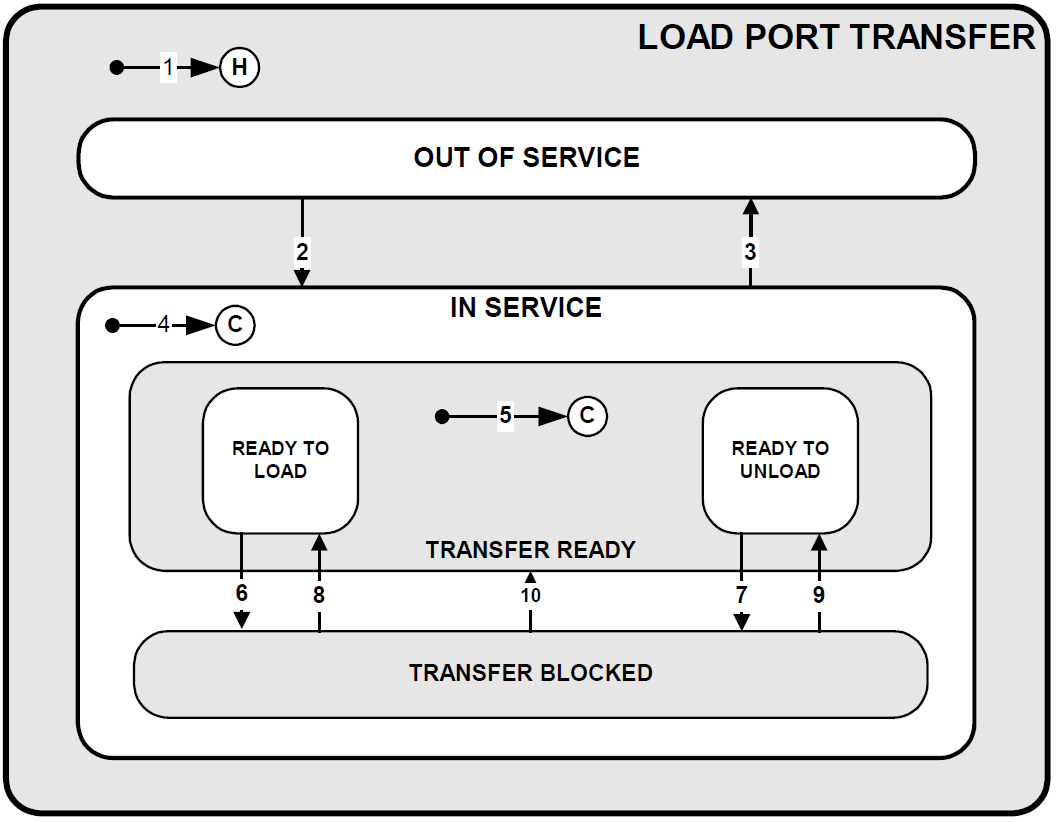 LOAD PORT TRANSFER
1
H
OUT OF SERVICE
2
3
IN SERVICE
4
C
5
C
READY TO
LOAD
READY TO
UNLOAD
TRANSFER READY
6
8
10
7
9
TRANSFER BLOCKED